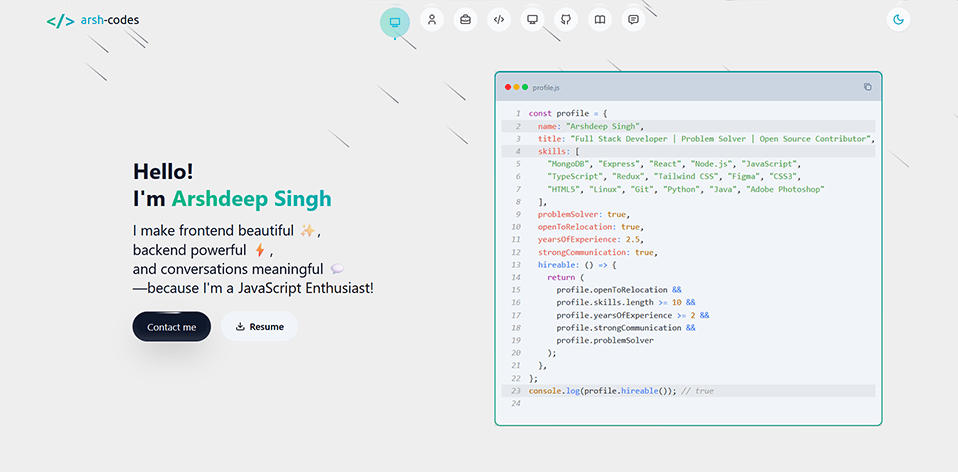 arsh-codes
Hello!
I'm Arshdeep Singh
I make frontend beautiful ✨,
backend powerful ⚡,
and conversations meaningful 💬
—because I'm a JavaScript Enthusiast!
Contact me
Resume
profile.js
1 const profile = {
2 name: "Arshdeep Singh",
3 title: "Full Stack Developer | Problem Solver | Open Source Contributor",
4 skills: [
5 "MongoDB", "Express", "React", "Node.js", "JavaScript",
6 "TypeScript", "Redux", "Tailwind CSS", "Figma", "CSS3",
7 "HTML5", "Linux", "Git", "Python", "Java", "Adobe Photoshop"
8 ],
9 problemSolver: true,
10 openToRelocation: true,
11 yearsOfExperience: 2.5,
12 strongCommunication: true,
13 hireable: () => {
14 return (
15 profile.openToRelocation &&
16 profile.skills.length >= 10 &&
17 profile.yearsOfExperience >= 2 &&
18 profile.strongCommunication &&
19 profile.problemSolver
20 );
21 },
22 };
23 console.log(profile.hireable()); // true
24